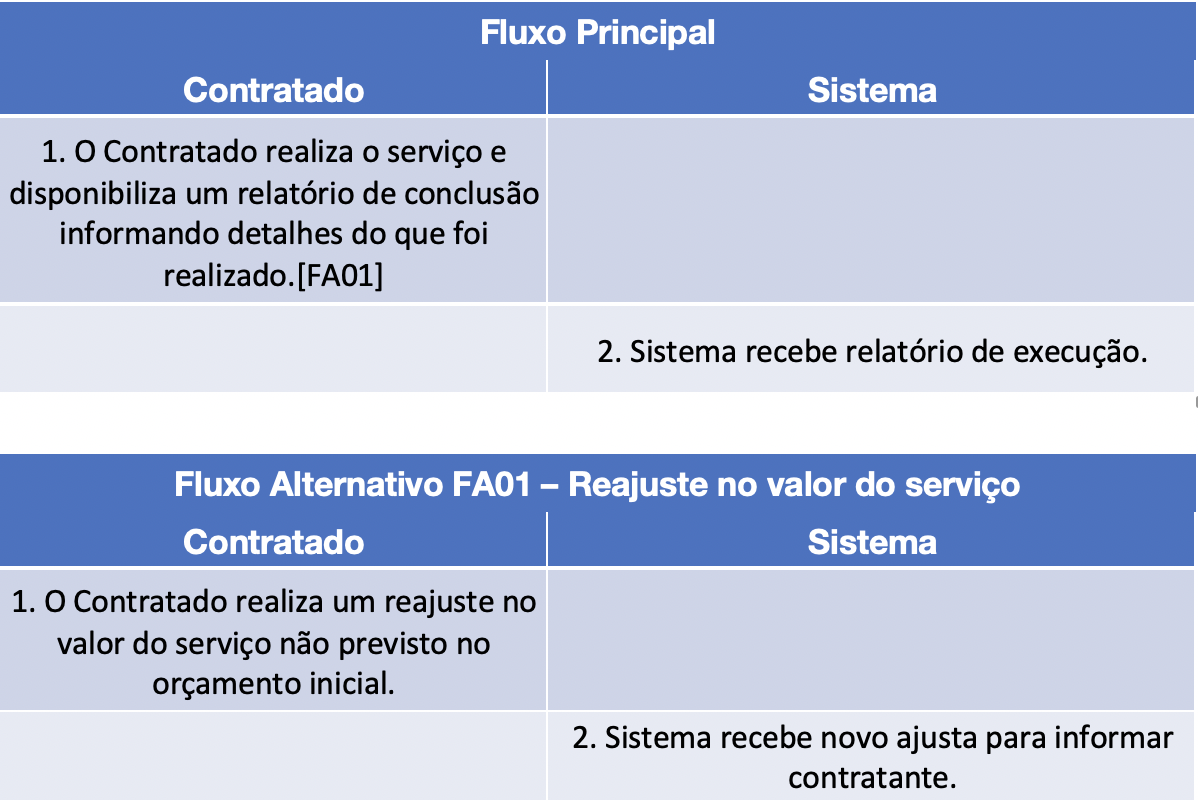 Fluxo Principal
Contratado
Sistema
1. O Contratado realiza o serviço e
disponibiliza um relatório de conclusão
informando detalhes do que foi
realizado.[FA01]
2. Sistema recebe relatório de execução.
Fluxo Alternativo FA01 – Reajuste no valor do serviço
Contratado
Sistema
1. O Contratado realiza um reajuste no
valor do serviço não previsto no
orçamento inicial.
2. Sistema recebe novo ajusta para informar
contratante.